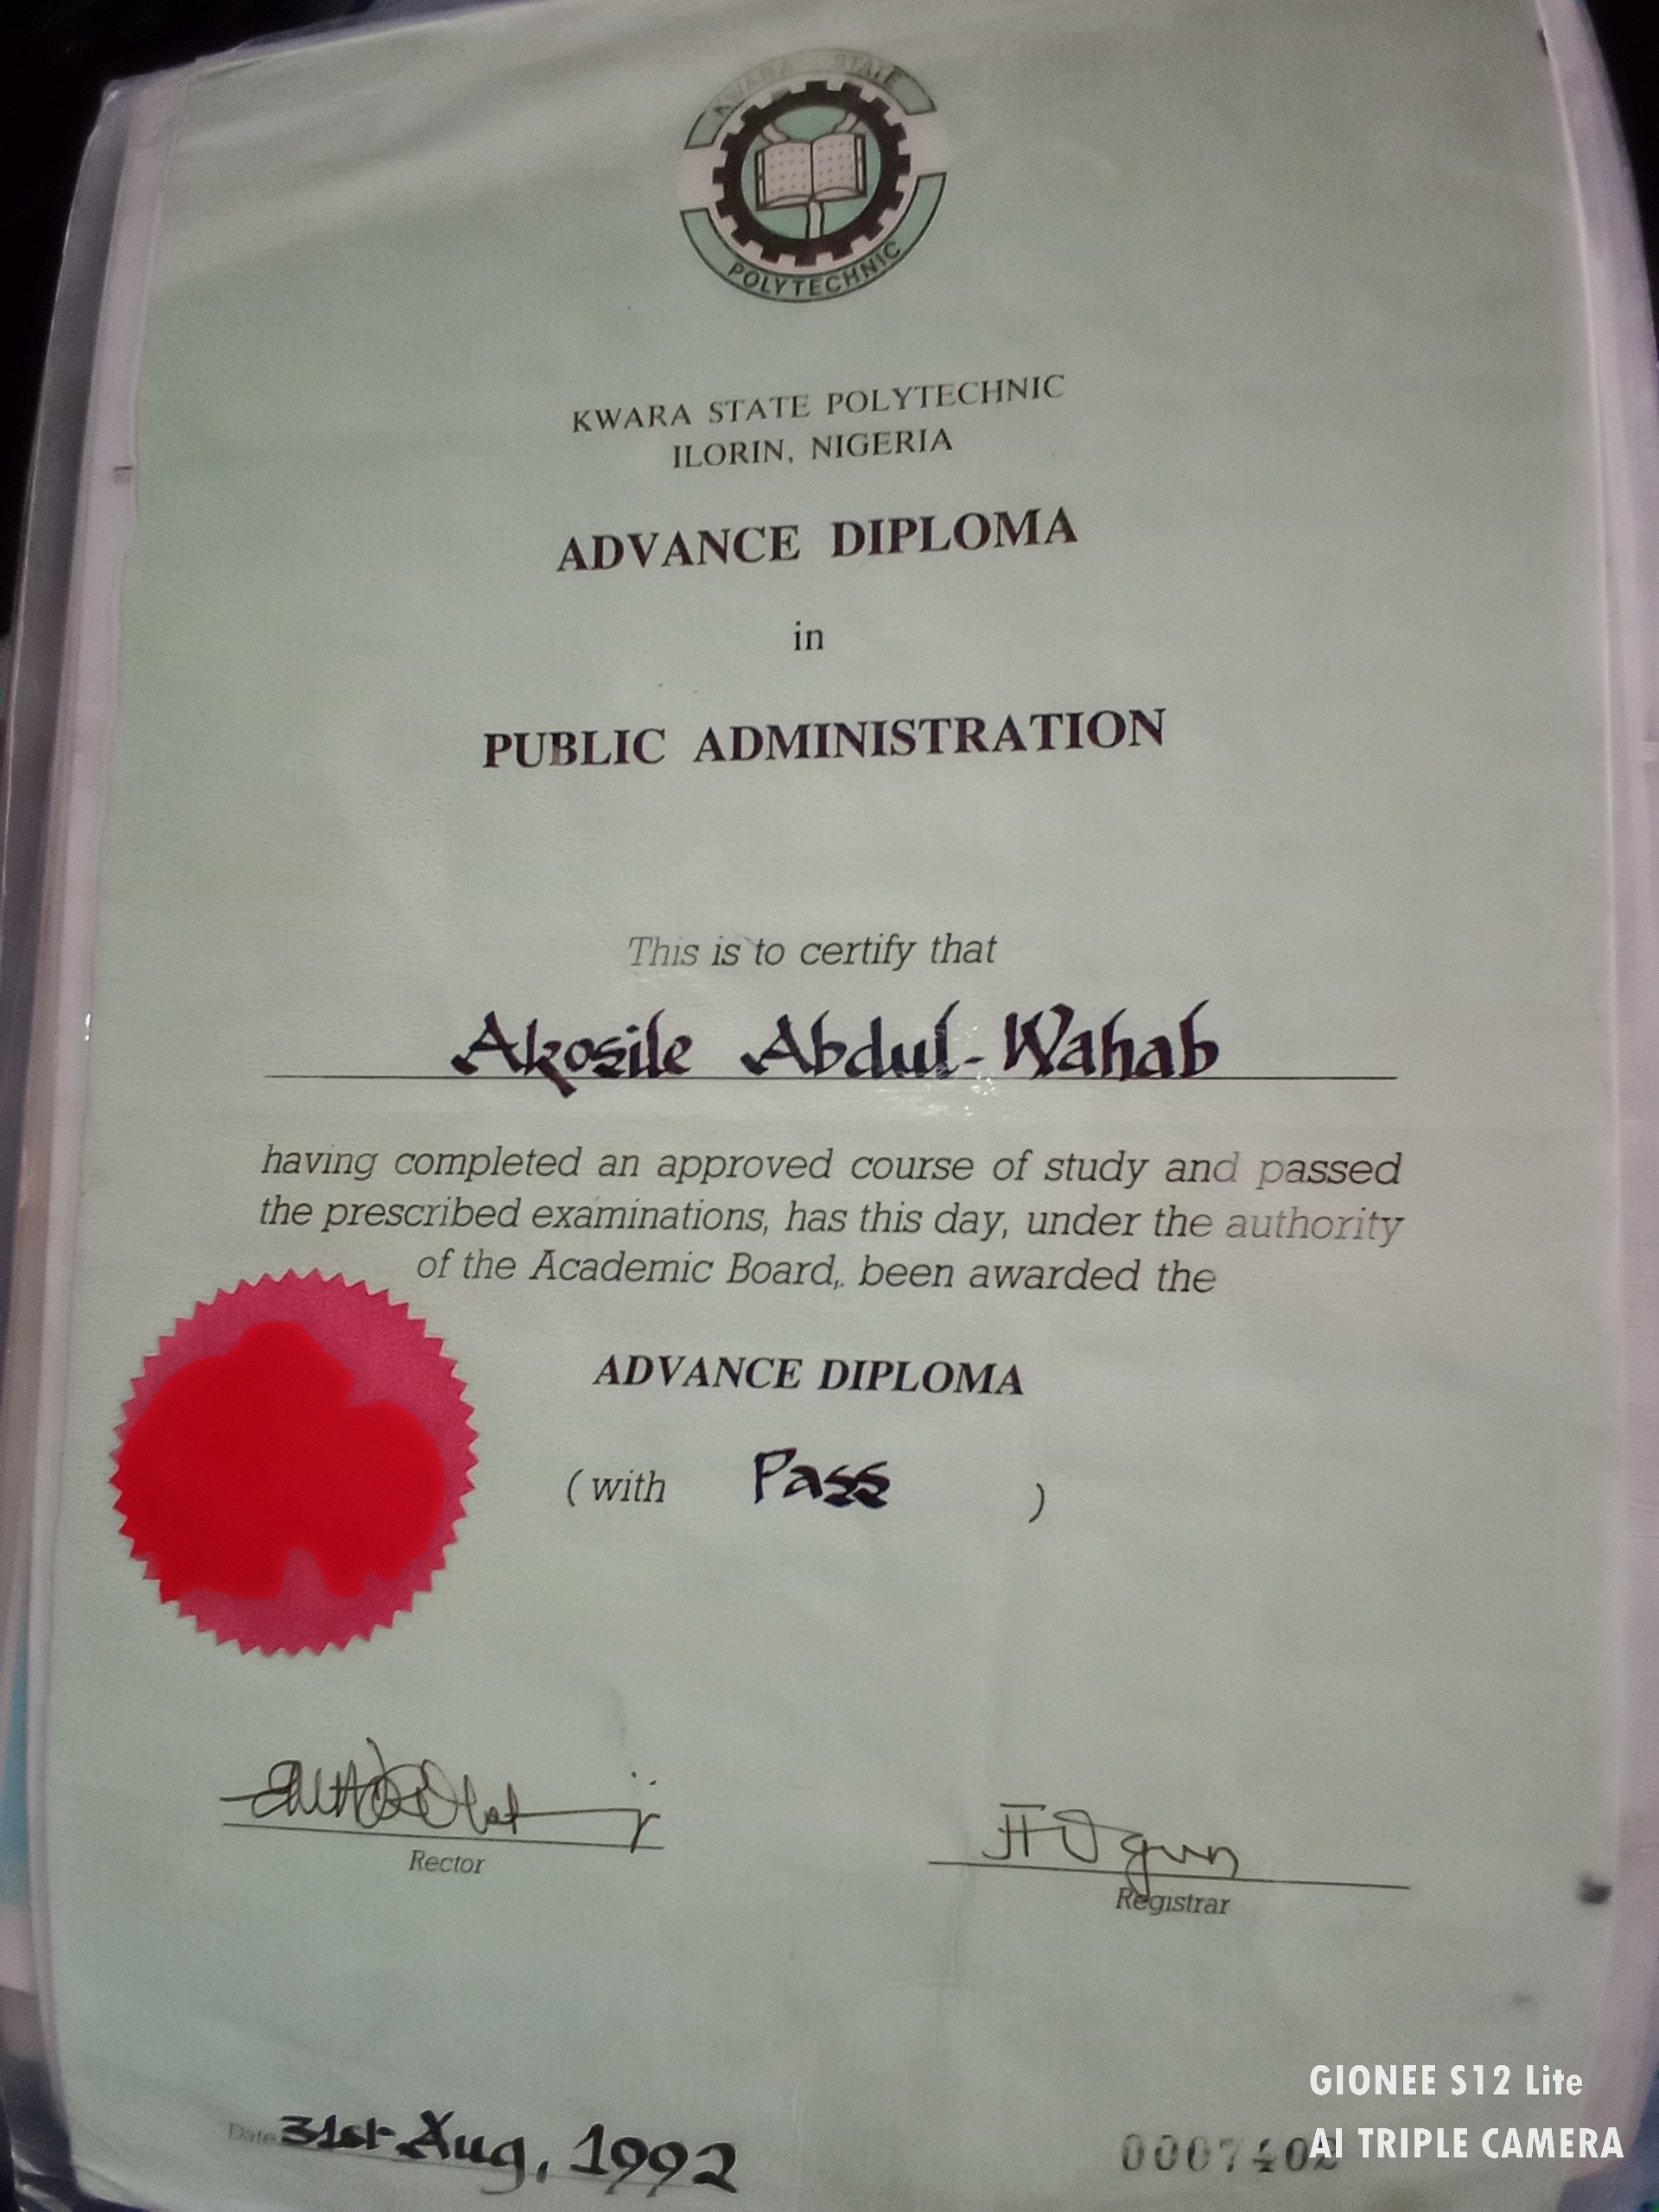 KWARA STATE
POLYTECHNIC
KWARA STATE POLYTECHNIC
ILORIN, NIGERIA
ADVANCE DIPLOMA
in
PUBLIC ADMINISTRATION
This is to certify that
Akosile Abdul-Wahab
having completed an approved course of study and passed
the prescribed examinations, has this day, under the authority
of the Academic Board, been awarded the
ADVANCE DIPLOMA
(with Pass )
Rector
Registrar
Date 31st Aug, 1992
GIONEE S12 Lite
AI TRIPLE CAMERA